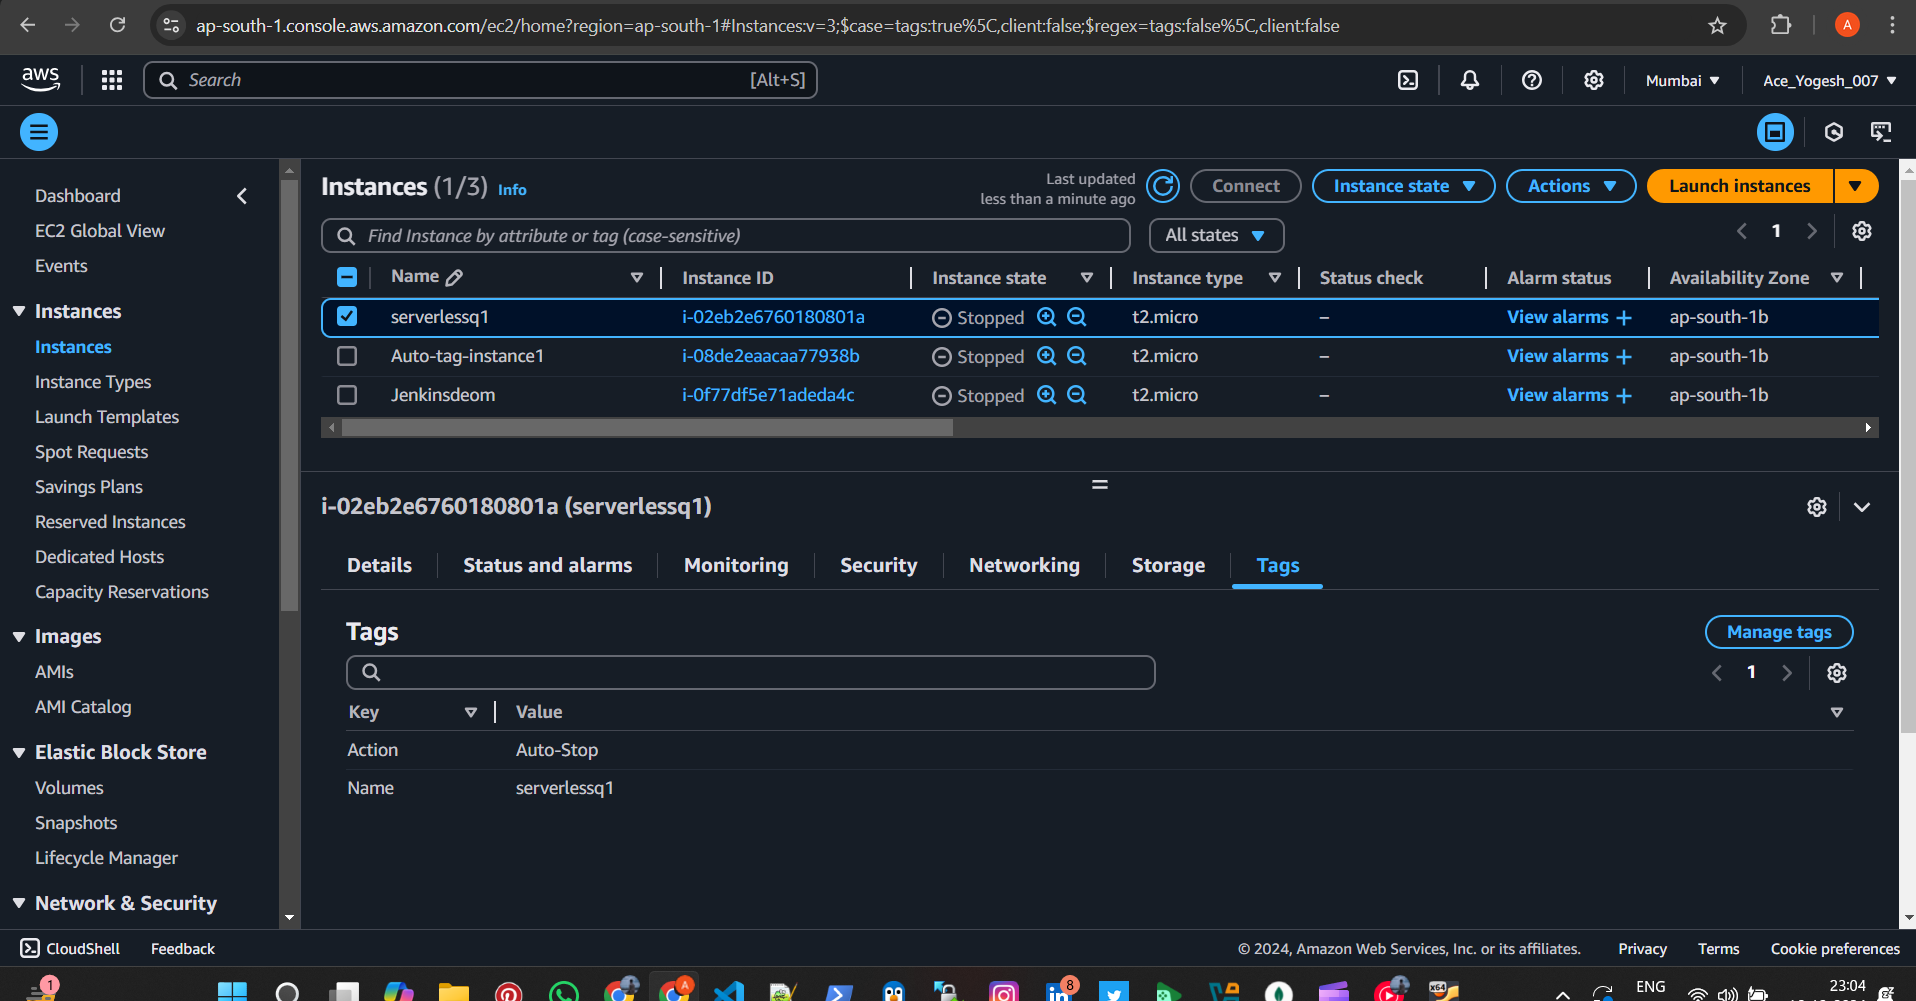 ap-south-1.console.aws.amazon.com/ec2/home?region=ap-south-1#Instances:v=3;$case=tags:true%5C,client:false;$regex=tags:false%5C,client:false
A
aws
Search
[Alt+S]
Mumbai
Ace_Yogesh_007
Dashboard
EC2 Global View
Events
Instances
Instances
Instance Types
Launch Templates
Spot Requests
Savings Plans
Reserved Instances
Dedicated Hosts
Capacity Reservations
Images
AMIs
AMI Catalog
Elastic Block Store
Volumes
Snapshots
Lifecycle Manager
Network & Security
Instances (1/3) Info
Last updated
less than a minute ago
Connect
Instance state
Actions
Launch instances
Find Instance by attribute or tag (case-sensitive)
All states
1
Name Instance ID Instance state Instance type Status check Alarm status Availability Zone
serverlessq1 i-02eb2e6760180801a Stopped t2.micro – View alarms + ap-south-1b
Auto-tag-instance1 i-08de2eaacaa77938b Stopped t2.micro – View alarms + ap-south-1b
Jenkinsdeom i-0f77df5e71adeda4c Stopped t2.micro – View alarms + ap-south-1b
i-02eb2e6760180801a (serverlessq1)
Details Status and alarms Monitoring Security Networking Storage Tags
Tags
Manage tags
1
Key Value
Action Auto-Stop
Name serverlessq1
CloudShell Feedback
© 2024, Amazon Web Services, Inc. or its affiliates. Privacy Terms Cookie preferences
1
A
8
x64
ENG
23:04